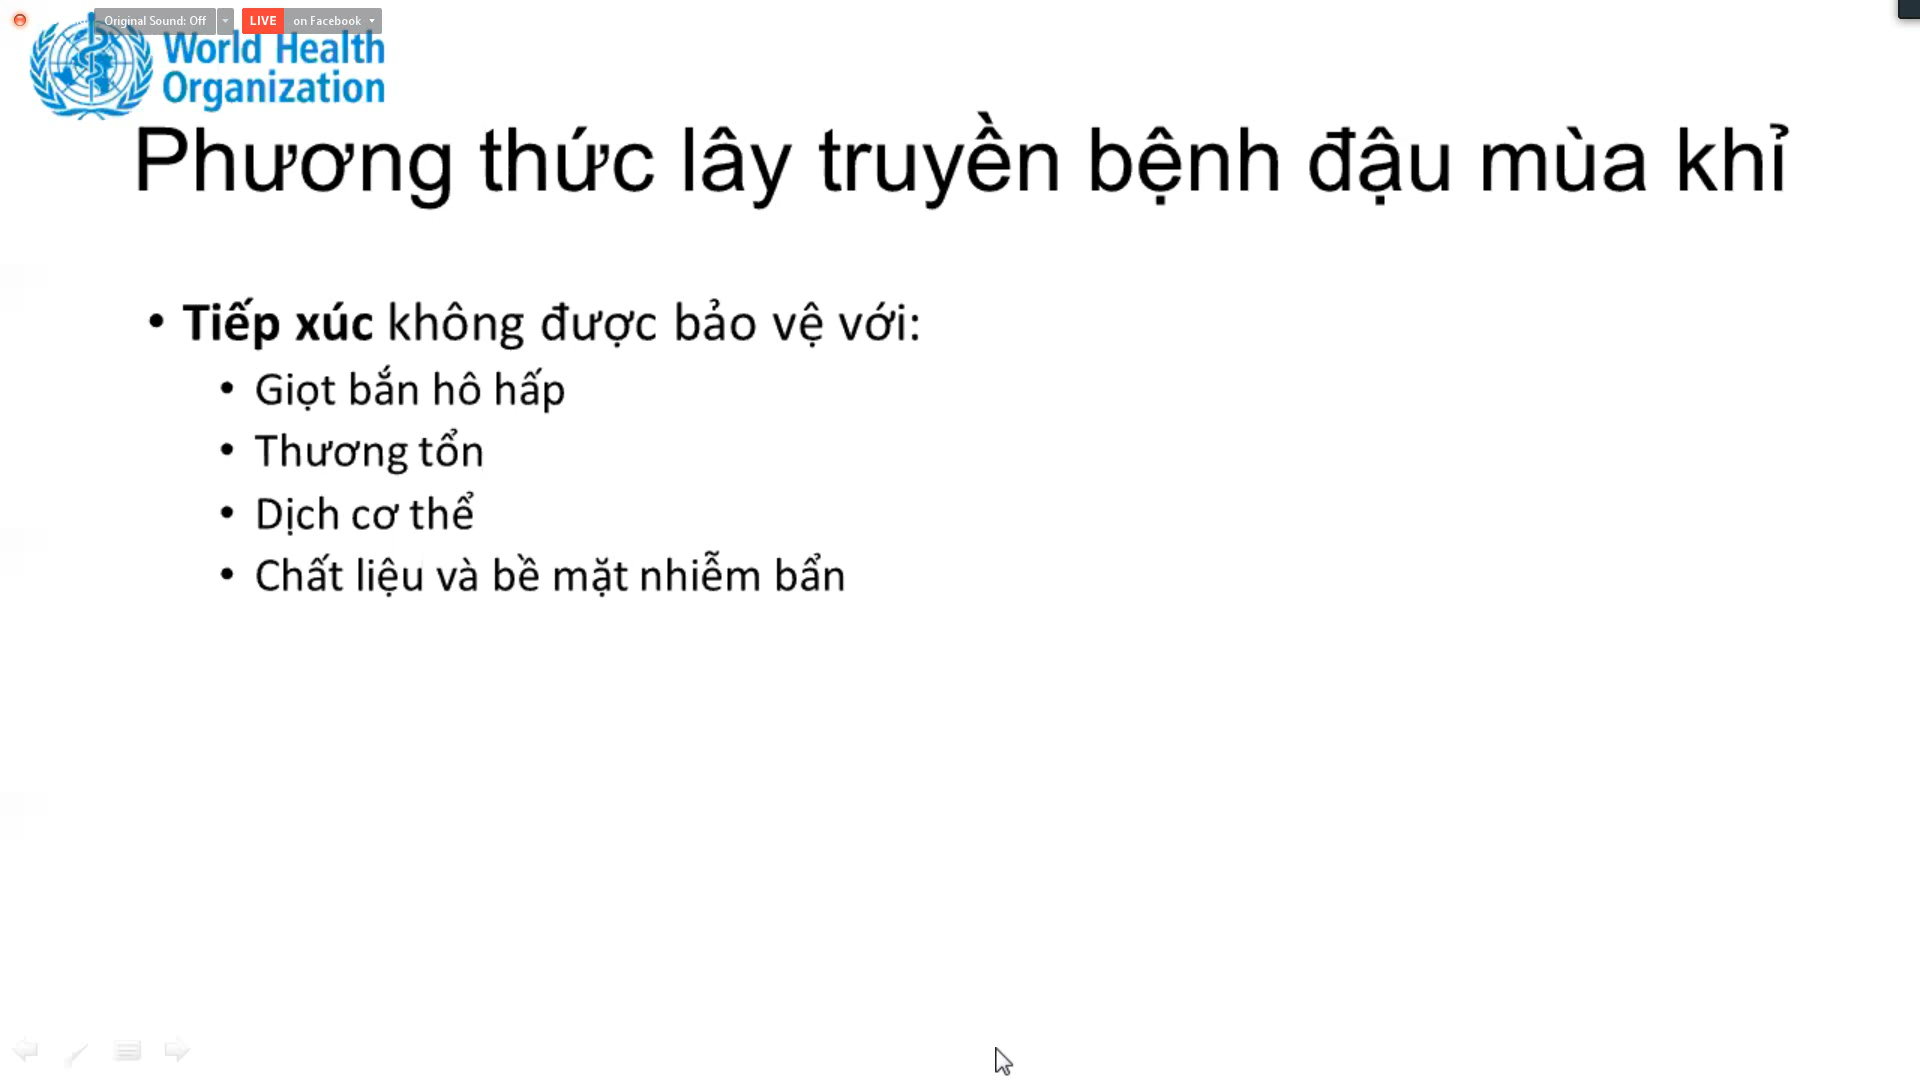 Original Sound: Off
LIVE on Facebook
World Health
Organization
Phương thức lây truyền bệnh đậu mùa khỉ
• Tiếp xúc không được bảo vệ với:
• Giọt bắn hô hấp
• Thương tổn
• Dịch cơ thể
• Chất liệu và bề mặt nhiễm bẩn